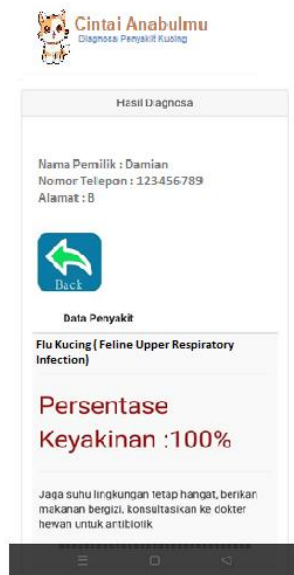 Cintai Anabulmu
Diagnosa Penyakit Kucing
Hasil Diagnosa
Nama Pemilik : Damian
Nomor Telepon : 123456789
Alamat : B
Back
Data Penyakit
Flu Kucing ( Feline Upper Respiratory
Infection)
Persentase
Keyakinan :100%
Jaga suhu lingkungan tetap hangat, berikan
makanan bergizi, konsultasikan ke dokter
hewan untuk antibiotik